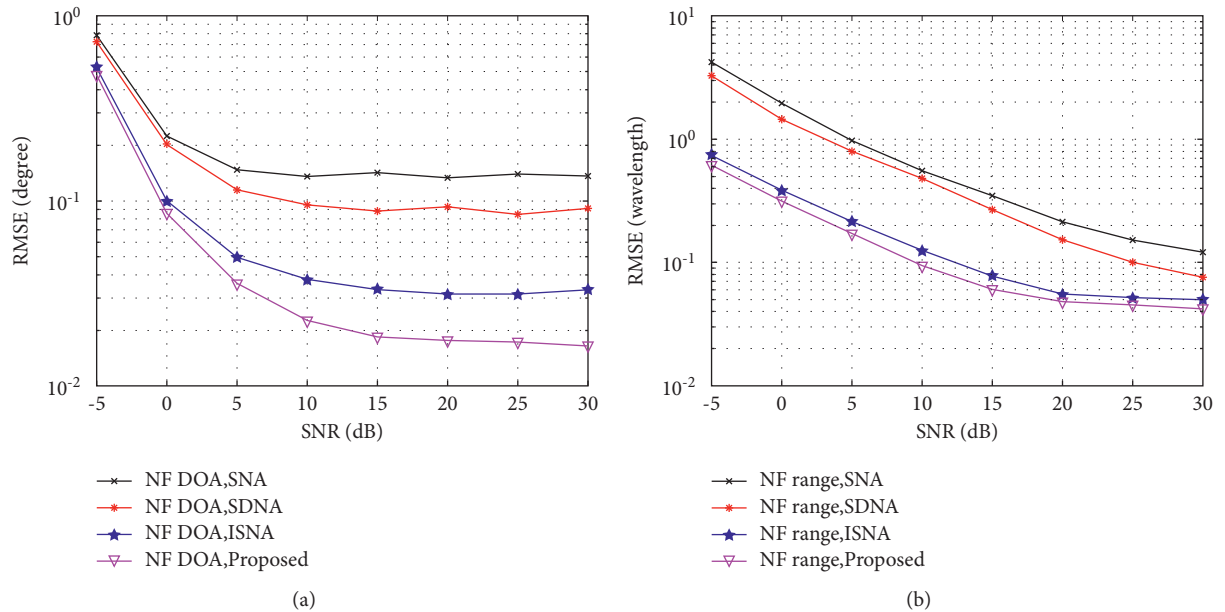 10^0
10^-1
10^-2
RMSE (degree)
-5 0 5 10 15 20 25 30
SNR (dB)
NF DOA,SNA
NF DOA,SDNA
NF DOA,ISNA
NF DOA,Proposed
(a)
10^1
10^0
10^-1
10^-2
RMSE (wavelength)
-5 0 5 10 15 20 25 30
SNR (dB)
NF range,SNA
NF range,SDNA
NF range,ISNA
NF range,Proposed
(b)